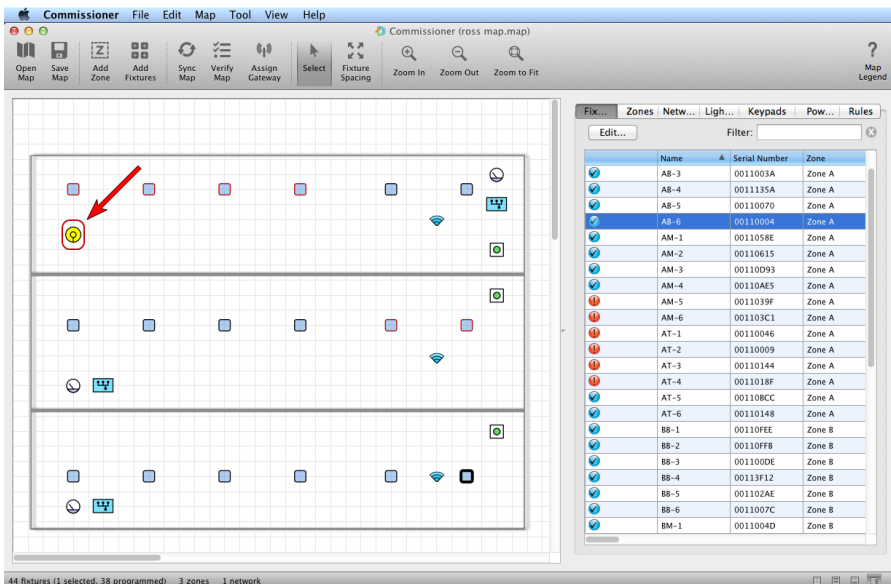 Commissioner File Edit Map Tool View Help
Commissioner (ross map.map)
Open Map
Save Map
Add Zone
Add Fixtures
Sync Map
Verify Map
Assign Gateway
Select
Fixture Spacing
Zoom In
Zoom Out
Zoom to Fit
?
Map Legend
Fix... Zones Netw... Ligh... Keypads Pow... Rules
Edit... Filter:
Name Serial Number Zone
AB-3 0011003A Zone A
AB-4 0011135A Zone A
AB-5 00110070 Zone A
AB-6 00110004 Zone A
AM-1 0011058E Zone A
AM-2 00110615 Zone A
AM-3 00110D93 Zone A
AM-4 00110AE5 Zone A
AM-5 0011039F Zone A
AM-6 001103C1 Zone A
AT-1 00110046 Zone A
AT-2 00110009 Zone A
AT-3 00110144 Zone A
AT-4 0011018F Zone A
AT-5 00110BCC Zone A
AT-6 00110148 Zone A
BB-1 00110FEE Zone B
BB-2 00110FFB Zone B
BB-3 001100DE Zone B
BB-4 00113F12 Zone B
BB-5 001102AE Zone B
BB-6 0011007C Zone B
BM-1 0011004D Zone B
44 fixtures (1 selected, 38 programmed) 3 zones 1 network